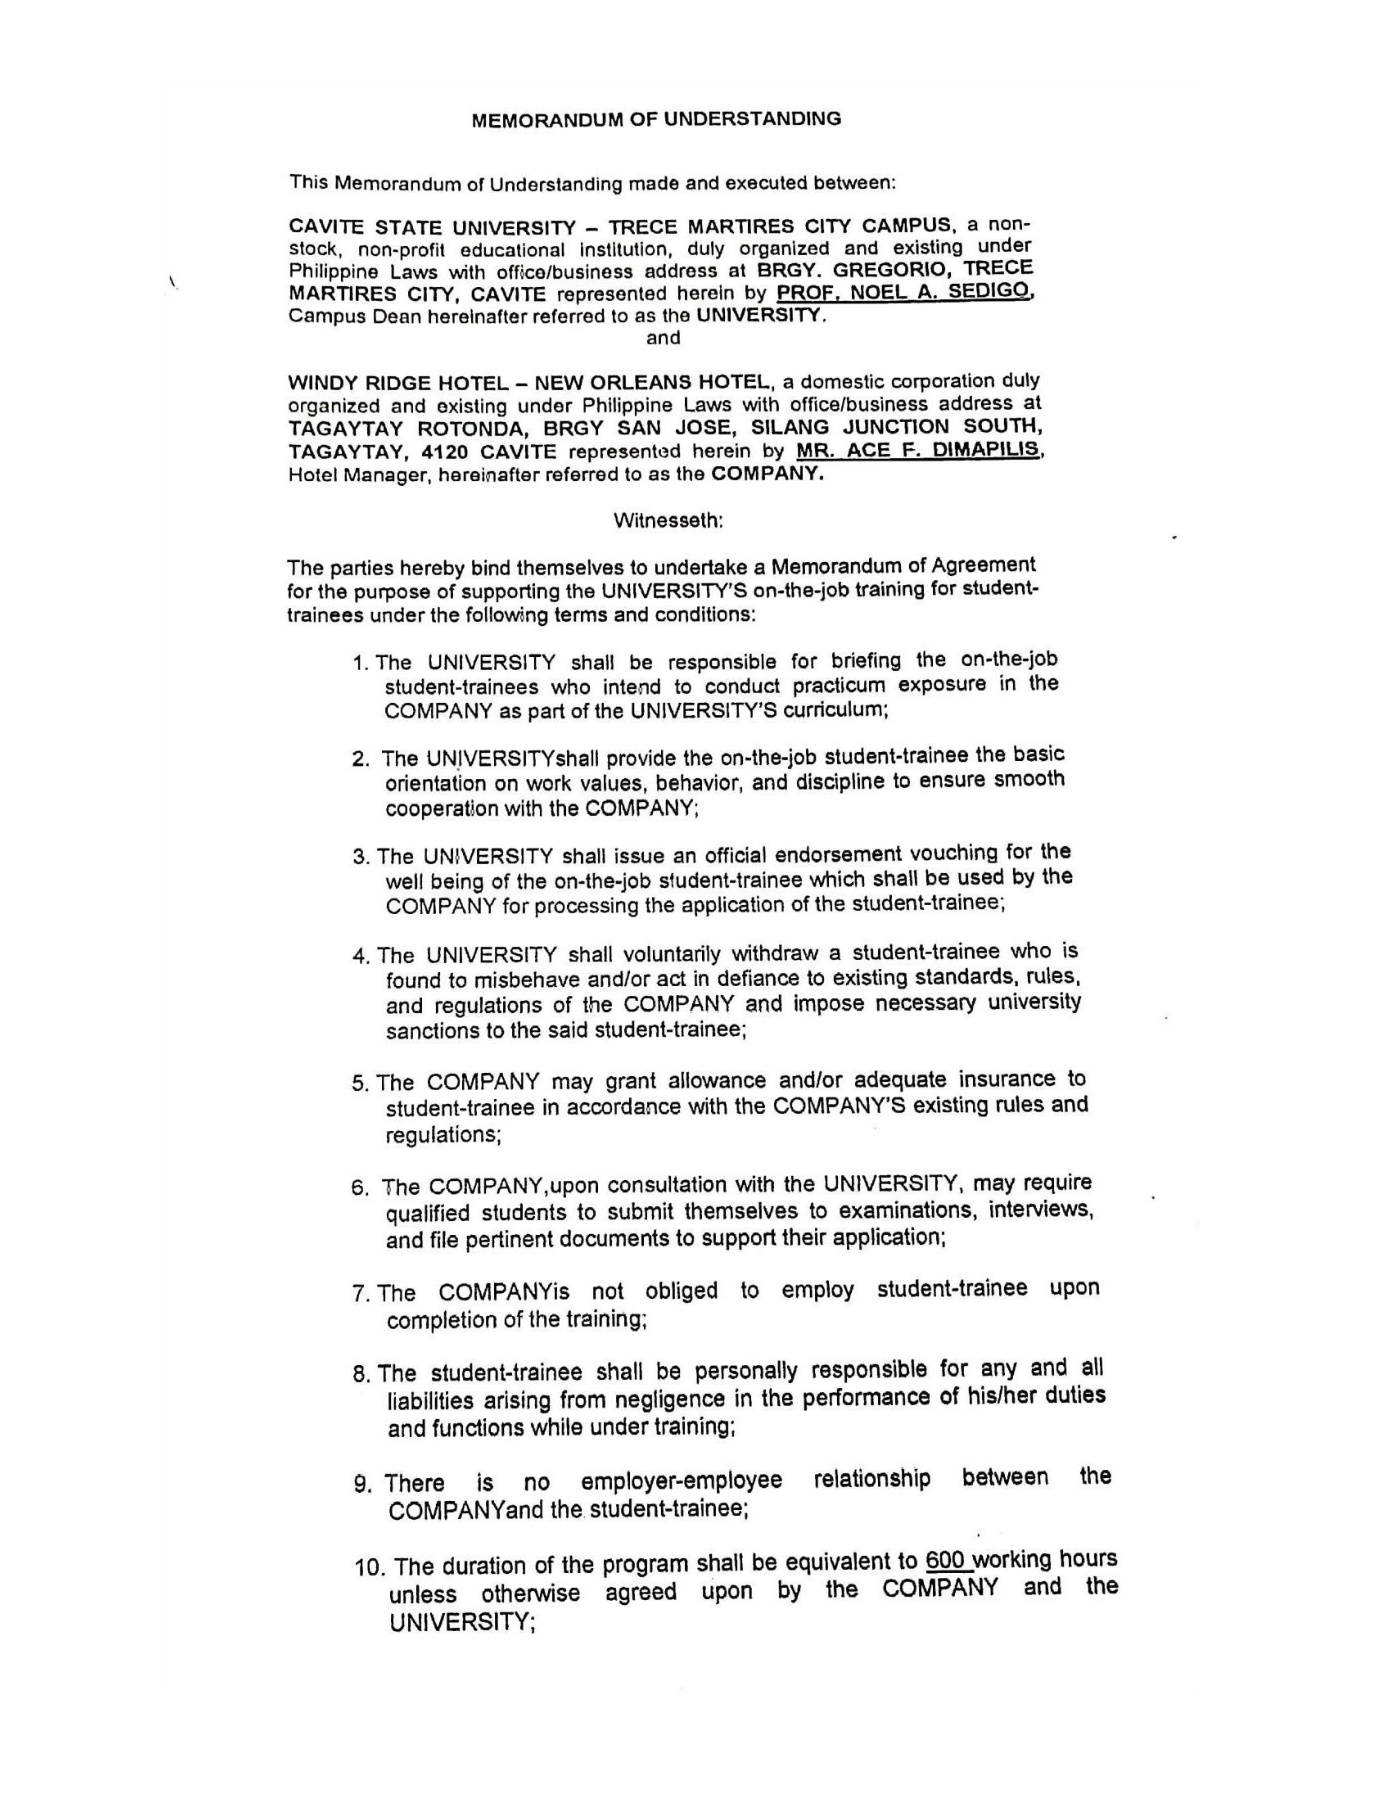 MEMORANDUM OF UNDERSTANDING
This Memorandum of Understanding made and executed between:
CAVITE STATE UNIVERSITY – TRECE MARTIRES CITY CAMPUS, a non-
stock, non-profit educational institution, duly organized and existing under
Philippine Laws with office/business address at BRGY. GREGORIO, TRECE
MARTIRES CITY, CAVITE represented herein by PROF. NOEL A. SEDIGO,
Campus Dean hereinafter referred to as the UNIVERSITY.
and
WINDY RIDGE HOTEL – NEW ORLEANS HOTEL, a domestic corporation duly
organized and existing under Philippine Laws with office/business address at
TAGAYTAY ROTONDA, BRGY SAN JOSE, SILANG JUNCTION SOUTH,
TAGAYTAY, 4120 CAVITE represented herein by MR. ACE F. DIMAPILIS,
Hotel Manager, hereinafter referred to as the COMPANY.
Witnesseth:
The parties hereby bind themselves to undertake a Memorandum of Agreement
for the purpose of supporting the UNIVERSITY'S on-the-job training for student-
trainees under the following terms and conditions:
1. The UNIVERSITY shall be responsible for briefing the on-the-job
student-trainees who intend to conduct practicum exposure in the
COMPANY as part of the UNIVERSITY'S curriculum;
2. The UNIVERSITYshall provide the on-the-job student-trainee the basic
orientation on work values, behavior, and discipline to ensure smooth
cooperation with the COMPANY;
3. The UNIVERSITY shall issue an official endorsement vouching for the
well being of the on-the-job student-trainee which shall be used by the
COMPANY for processing the application of the student-trainee;
4. The UNIVERSITY shall voluntarily withdraw a student-trainee who is
found to misbehave and/or act in defiance to existing standards, rules,
and regulations of the COMPANY and impose necessary university
sanctions to the said student-trainee;
5. The COMPANY may grant allowance and/or adequate insurance to
student-trainee in accordance with the COMPANY'S existing rules and
regulations;
6. The COMPANY,upon consultation with the UNIVERSITY, may require
qualified students to submit themselves to examinations, interviews,
and file pertinent documents to support their application;
7. The COMPANYis not obliged to employ student-trainee upon
completion of the training;
8. The student-trainee shall be personally responsible for any and all
liabilities arising from negligence in the performance of his/her duties
and functions while under training;
9. There is no employer-employee relationship between the
COMPANYand the student-trainee;
10. The duration of the program shall be equivalent to 600 working hours
unless otherwise agreed upon by the COMPANY and the
UNIVERSITY;